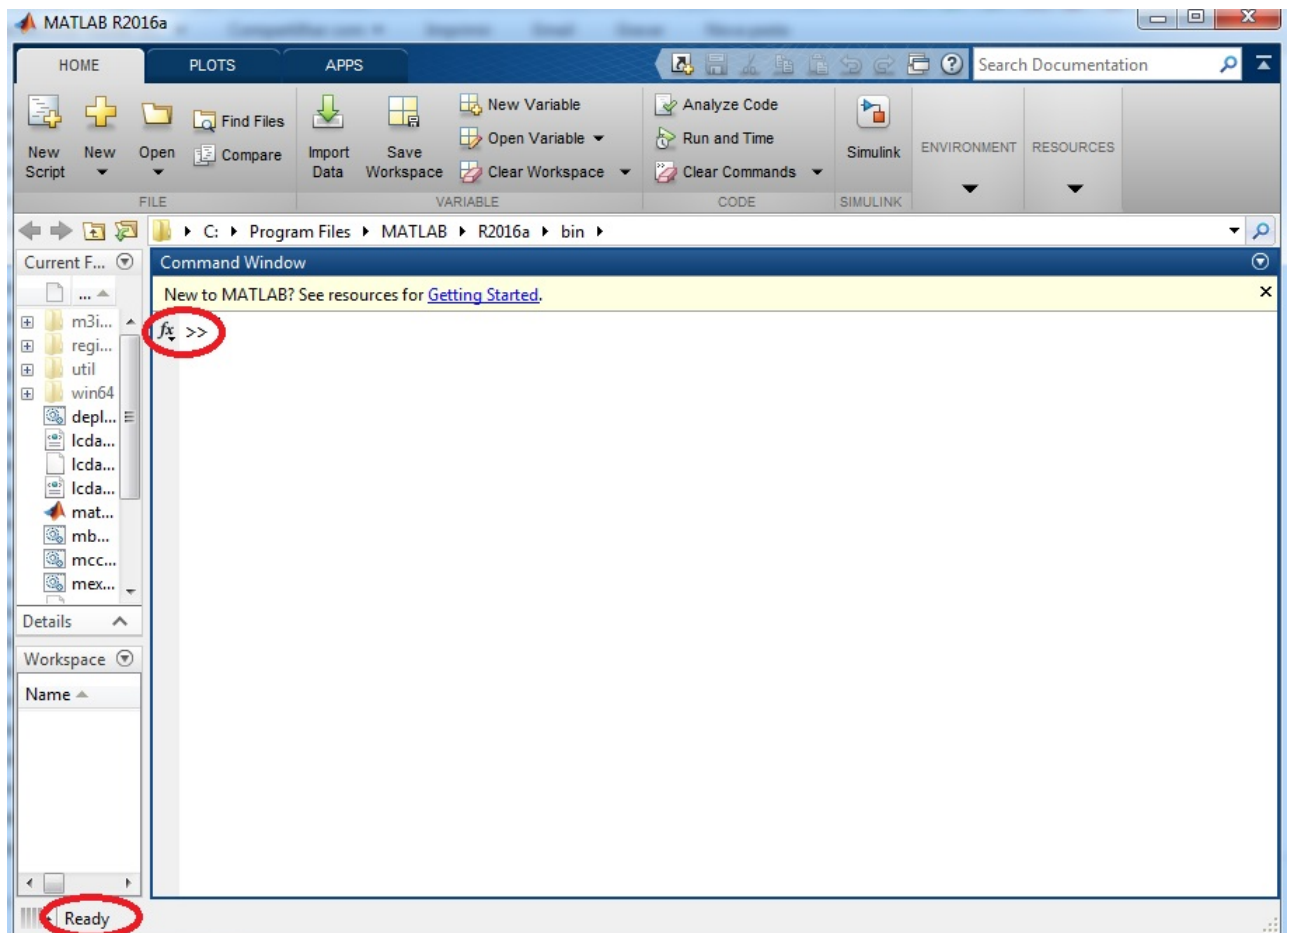 MATLAB R2016a
HOME PLOTS APPS Search Documentation
New Script
New
Open
Find Files
Compare
Import Data
Save Workspace
New Variable
Open Variable
Clear Workspace
Analyze Code
Run and Time
Clear Commands
Simulink
ENVIRONMENT
RESOURCES
FILE VARIABLE CODE SIMULINK
C: Program Files MATLAB R2016a bin
Current F...
Command Window
...
New to MATLAB? See resources for Getting Started.
fx >>
m3i...
regi...
util
win64
depl...
lcda...
lcda...
lcda...
mat...
mb...
mcc...
mex...
Details
Workspace
Name
Ready